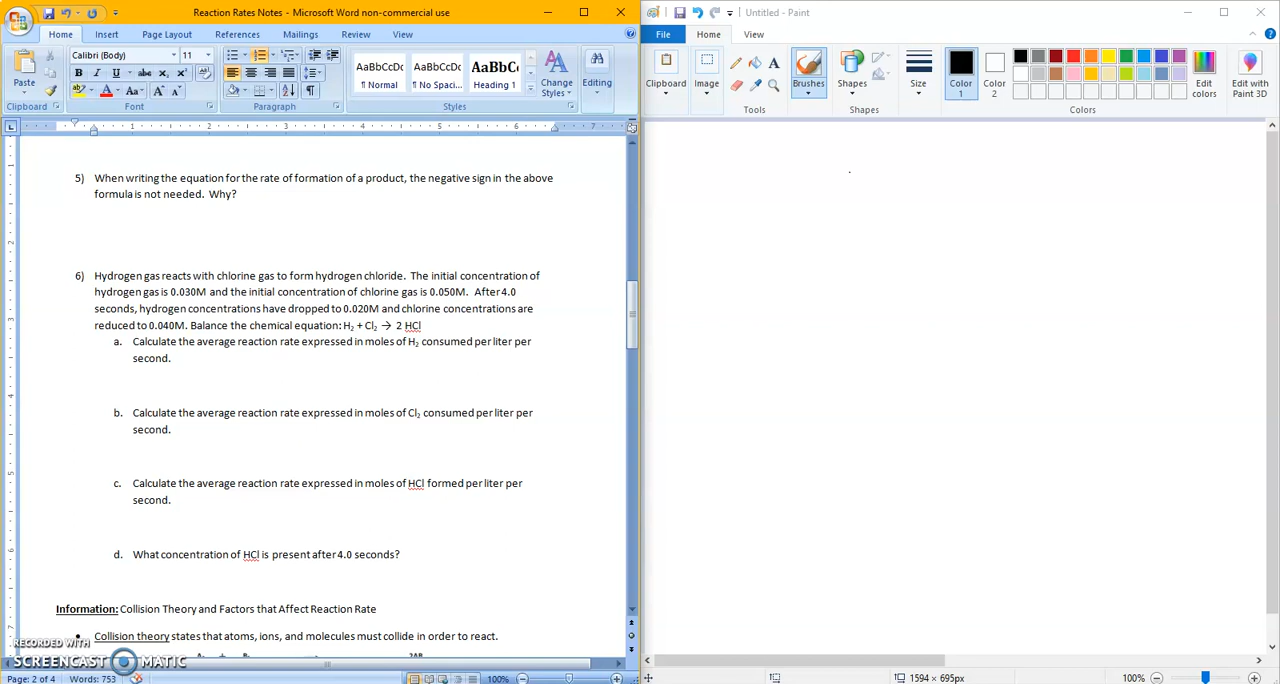 Reaction Rates Notes - Microsoft Word non-commercial use
Home Insert Page Layout References Mailings Review View
Paste
Calibri (Body) 11
AaBbCcDc AaBbCcDc AaBbC
¶ Normal ¶ No Spaci... Heading 1
Change Styles
Editing
Clipboard Font Paragraph Styles
5) When writing the equation for the rate of formation of a product, the negative sign in the above
formula is not needed. Why?
6) Hydrogen gas reacts with chlorine gas to form hydrogen chloride. The initial concentration of
hydrogen gas is 0.030M and the initial concentration of chlorine gas is 0.050M. After 4.0
seconds, hydrogen concentrations have dropped to 0.020M and chlorine concentrations are
reduced to 0.040M. Balance the chemical equation: H₂ + Cl₂ → 2 HCl
a. Calculate the average reaction rate expressed in moles of H₂ consumed per liter per
second.
b. Calculate the average reaction rate expressed in moles of Cl₂ consumed per liter per
second.
c. Calculate the average reaction rate expressed in moles of HCl formed per liter per
second.
d. What concentration of HCl is present after 4.0 seconds?
Information: Collision Theory and Factors that Affect Reaction Rate
• Collision theory states that atoms, ions, and molecules must collide in order to react.
RECORDED WITH
SCREENCAST MATIC
Page: 2 of 4 Words: 753 100%
Untitled - Paint
File Home View
Clipboard Image Brushes Shapes Size Color 1 Color 2 Edit colors Edit with Paint 3D
Tools Shapes Colors
1594 × 695px 100%